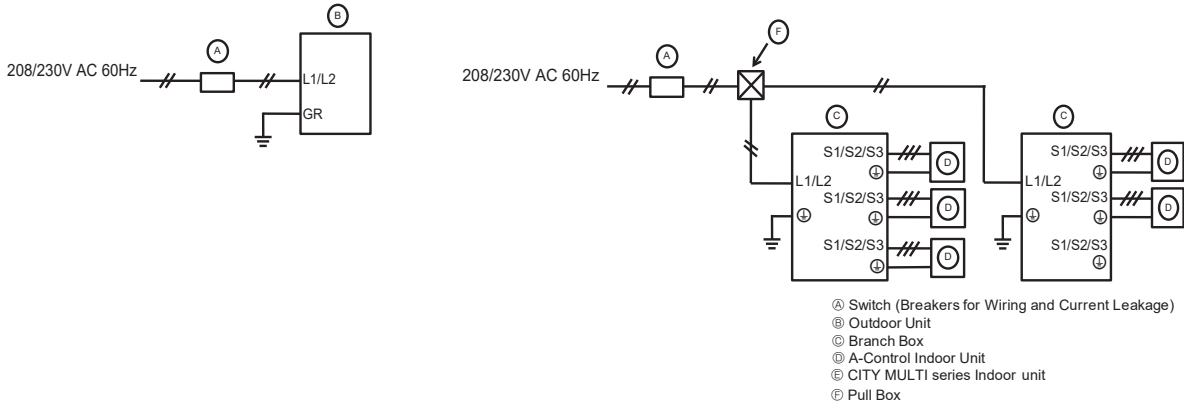 B
A
208/230V AC 60Hz
L1/L2
GR
F
A
208/230V AC 60Hz
C
S1/S2/S3
D
L1/L2
S1/S2/S3
D
S1/S2/S3
D
C
S1/S2/S3
D
L1/L2
S1/S2/S3
D
S1/S2/S3
Ⓐ Switch (Breakers for Wiring and Current Leakage)
Ⓑ Outdoor Unit
Ⓒ Branch Box
Ⓓ A-Control Indoor Unit
Ⓔ CITY MULTI series Indoor unit
Ⓕ Pull Box